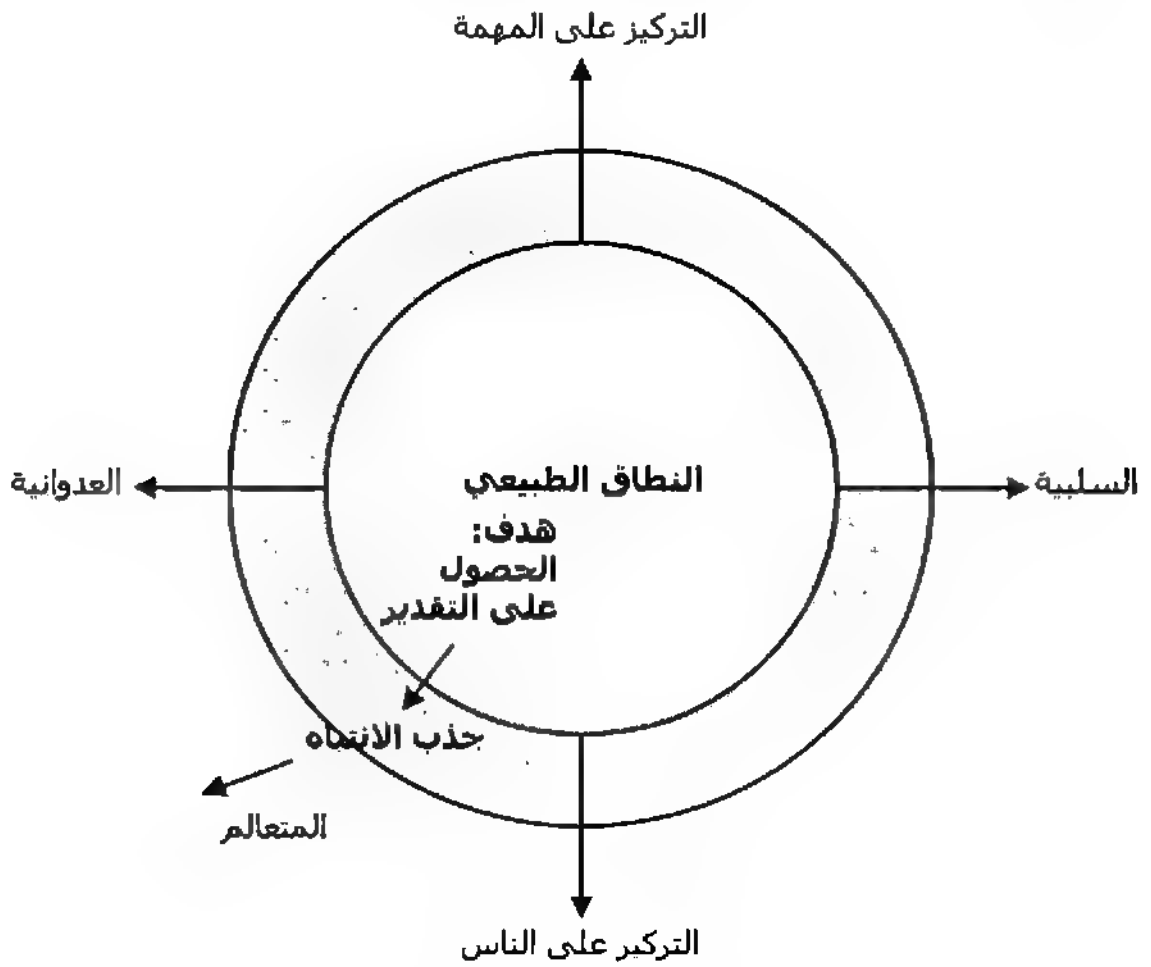 التركيز على المهمة
العدوانية
النطاق الطبيعي
السلبية
هدف:
الحصول
على التقدير
جذب الانتباه
المتعالم
التركيز على الناس